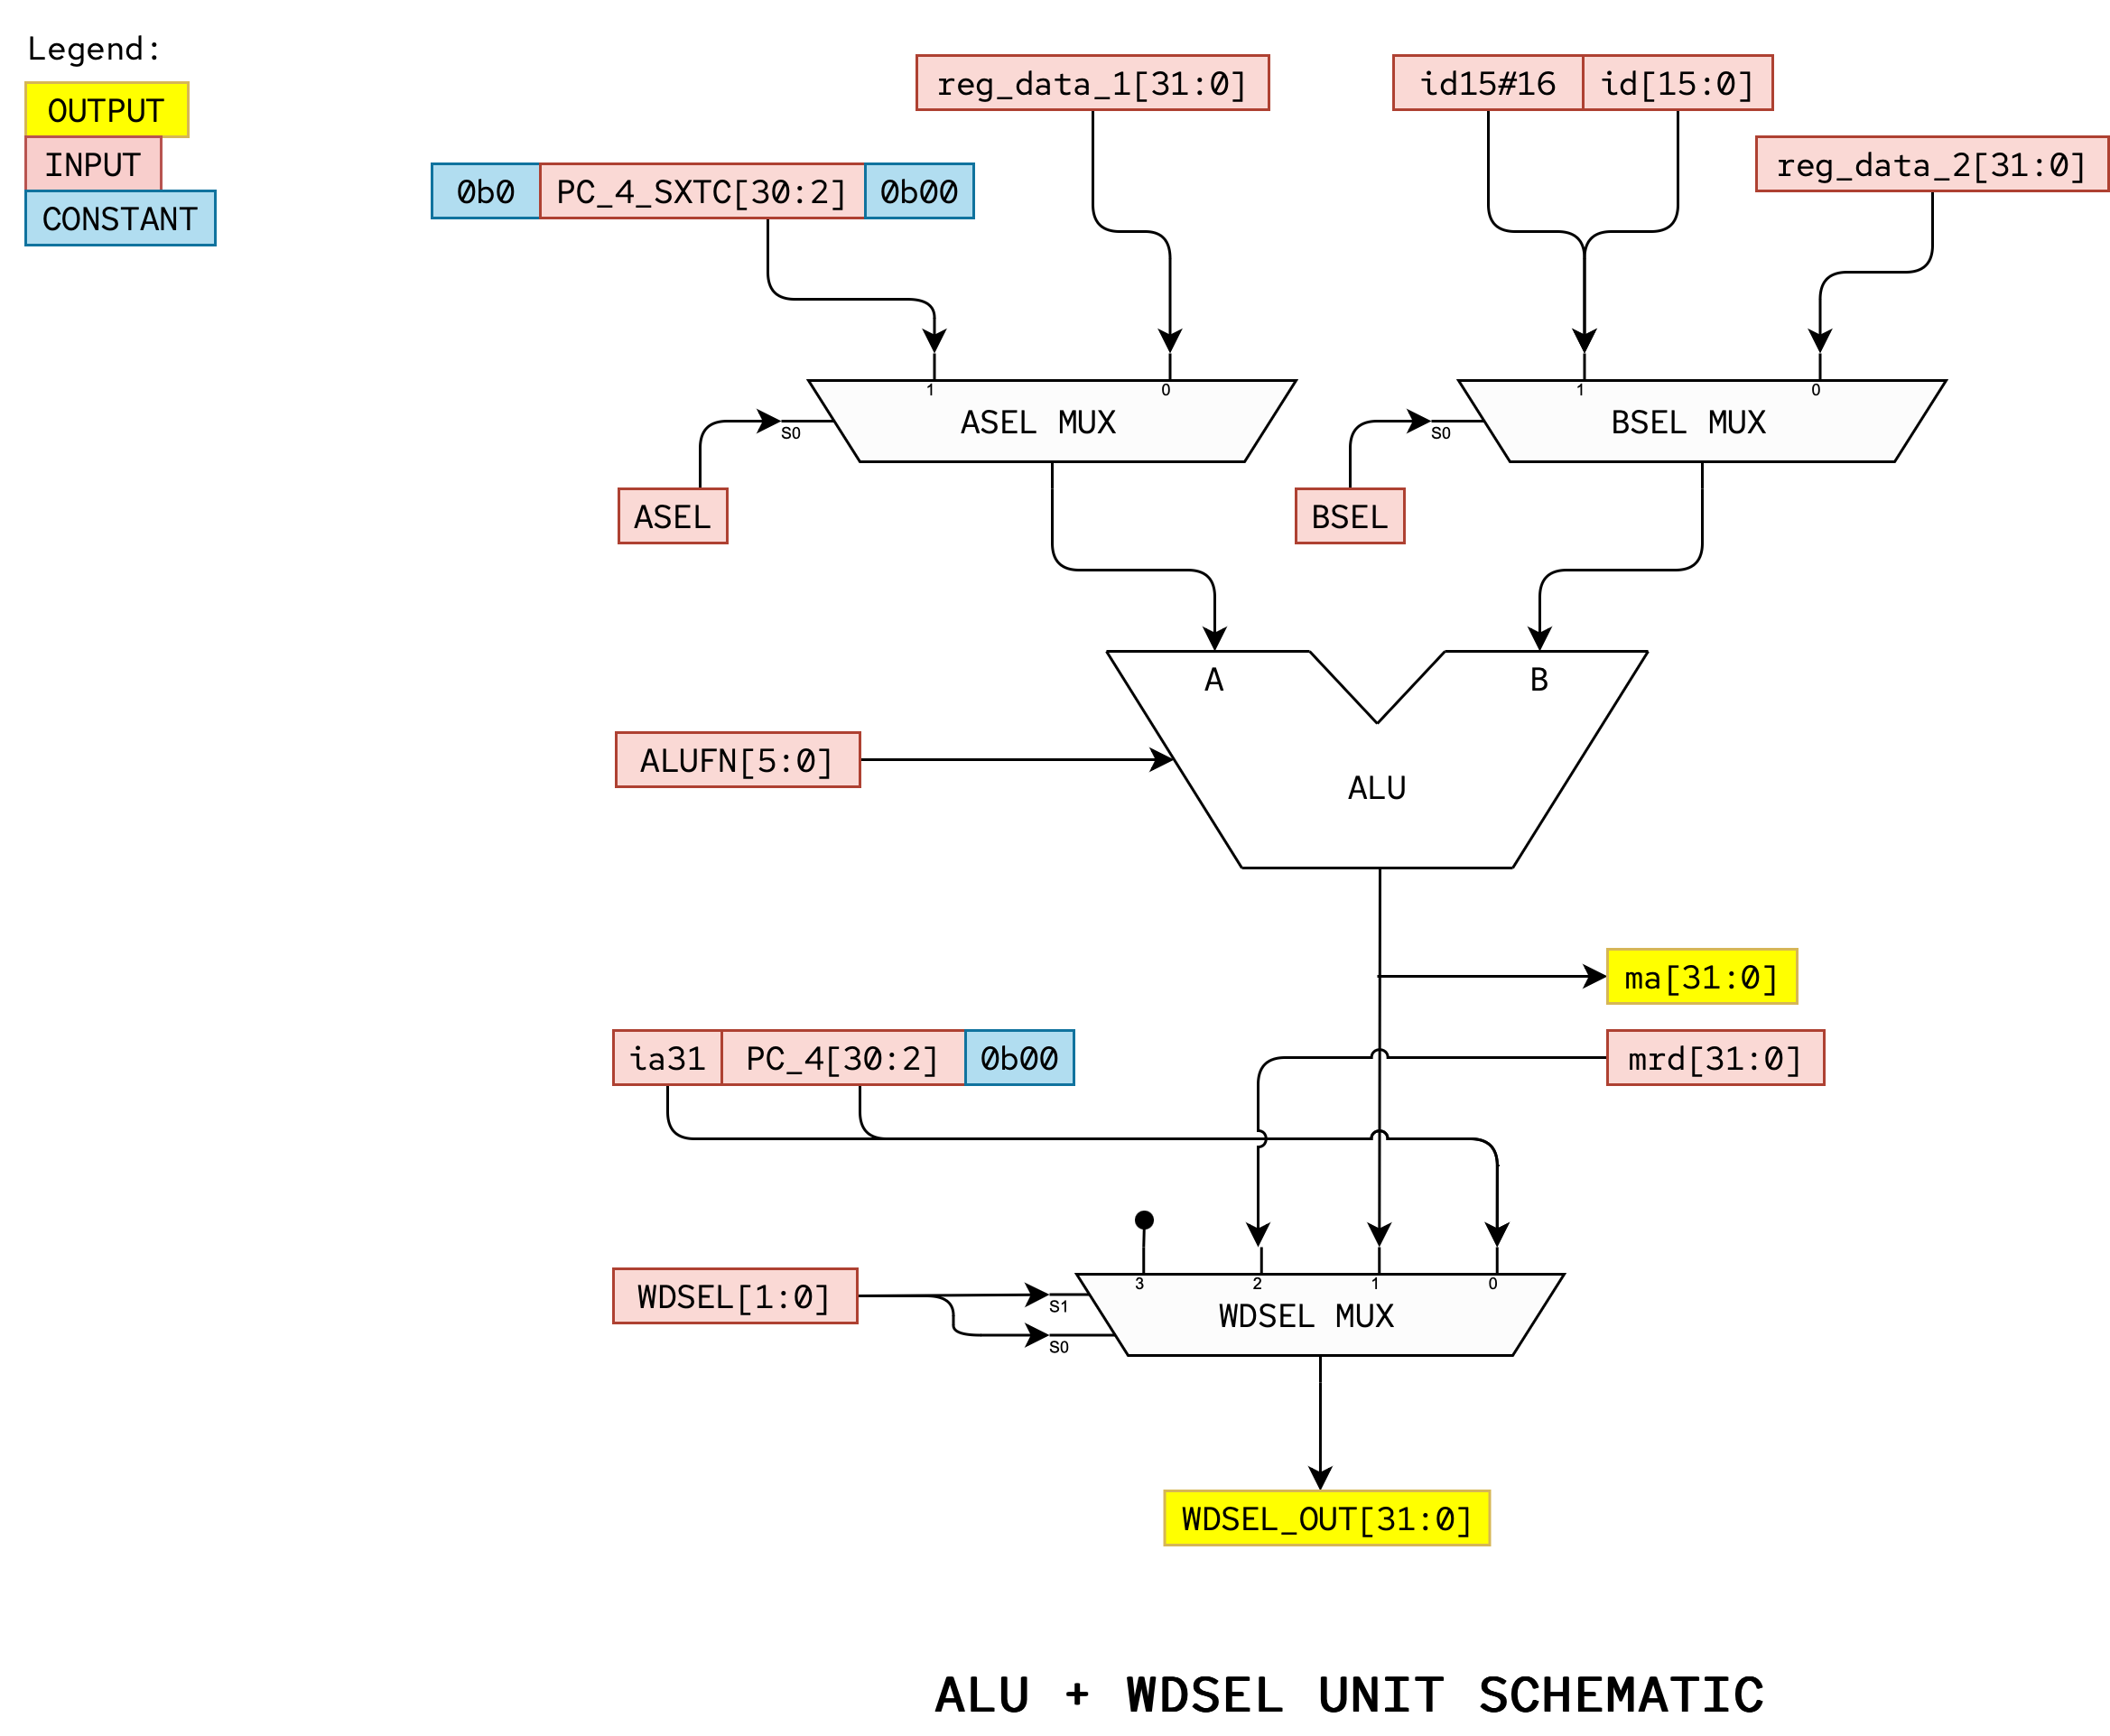 Legend:
OUTPUT
INPUT
CONSTANT
reg_data_1[31:0]
id15#16 id[15:0]
reg_data_2[31:0]
0b0 PC_4_SXTC[30:2] 0b00
1 0
ASEL MUX
S0
ASEL
1 0
BSEL MUX
S0
BSEL
A B
ALUFN[5:0]
ALU
ma[31:0]
ia31 PC_4[30:2] 0b00
mrd[31:0]
3 2 1 0
WDSEL[1:0]
S1
WDSEL MUX
S0
WDSEL_OUT[31:0]
ALU + WDSEL UNIT SCHEMATIC